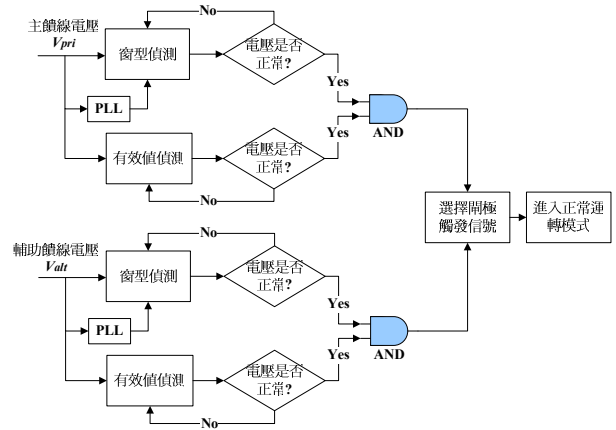 No
主饋線電壓
Vpri
窗型偵測
電壓是否
正常?
Yes
PLL
AND
Yes
有效值偵測
電壓是否
正常?
No
選擇閘極
觸發信號
進入正常運
轉模式
No
輔助饋線電壓
Valt
窗型偵測
電壓是否
正常?
Yes
PLL
AND
Yes
有效值偵測
電壓是否
正常?
No